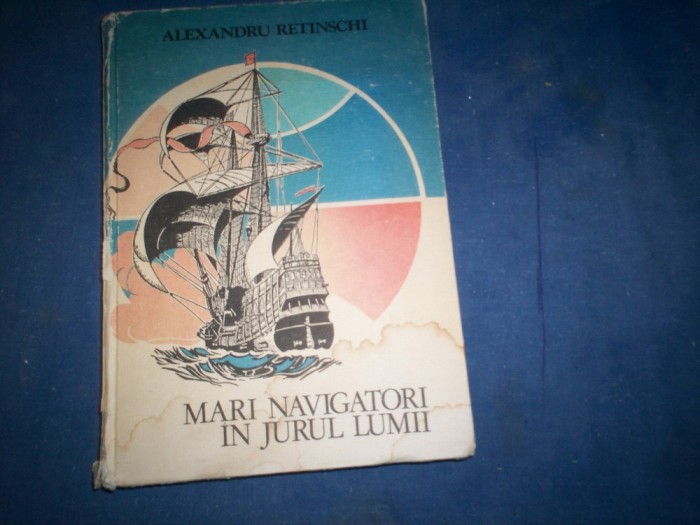 ALEXANDRU RETINSCHI
MARI NAVIGATORI
IN JURUL LUMII